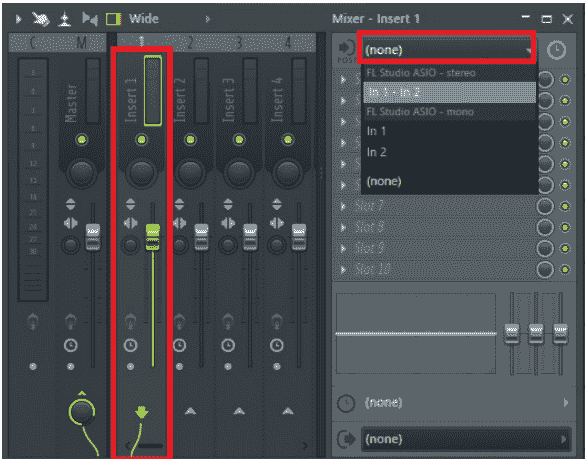 Wide
Mixer - Insert 1
C M 1 2 3 4
Master
Insert 1
Insert 2
Insert 3
Insert 4
POST
(none)
FL Studio ASIO - stereo
In 1 - In 2
FL Studio ASIO - mono
In 1
In 2
(none)
Slot 7
Slot 8
Slot 9
Slot 10
(none)
(none)